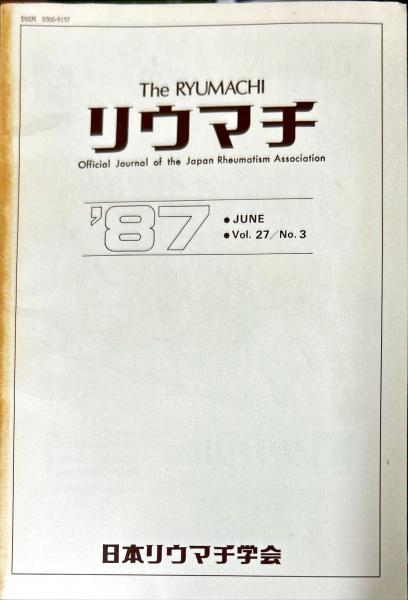 ISSN 0300-9157
The RYUMACHI
リウマチ
Official Journal of the Japan Rheumatism Association
'87
● JUNE
● Vol. 27/No. 3
日本リウマチ学会